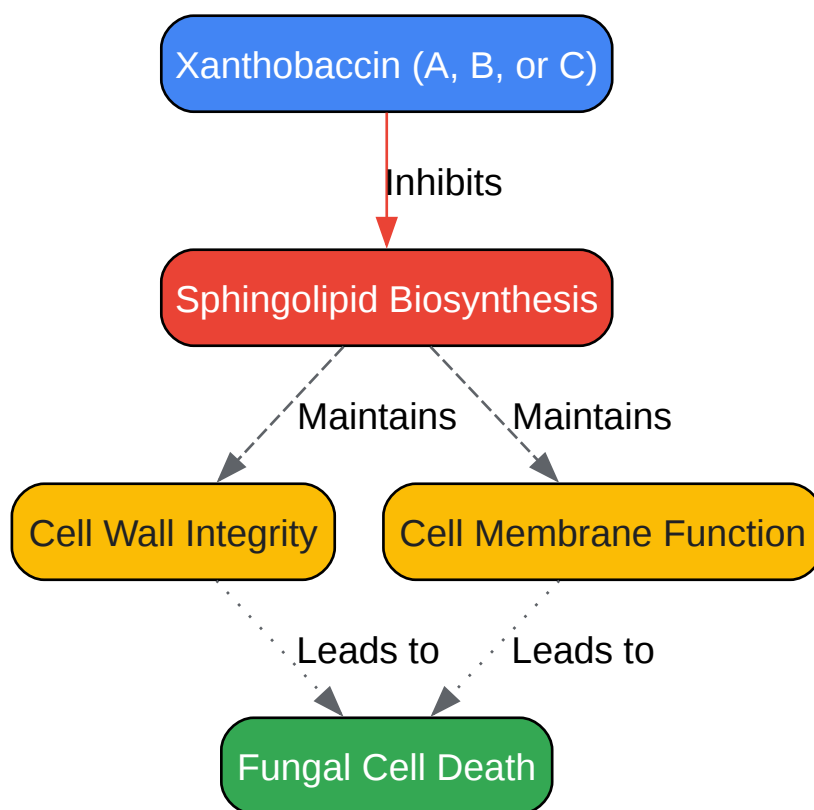 Xanthobaccin (A, B, or C)
Inhibits
Sphingolipid Biosynthesis
Maintains
Maintains
Cell Wall Integrity
Cell Membrane Function
Leads to
Leads to
Fungal Cell Death